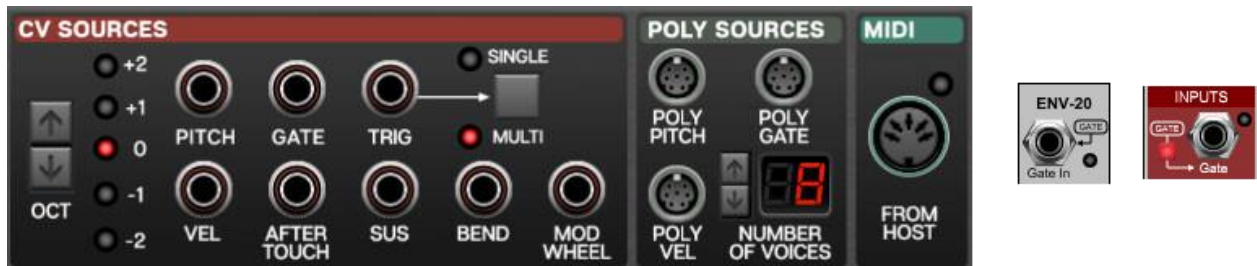 CV SOURCES
POLY SOURCES
MIDI
+2
+1
0
-1
-2
OCT
PITCH
GATE
TRIG
SINGLE
MULTI
VEL
AFTER
TOUCH
SUS
BEND
MOD
WHEEL
POLY
PITCH
POLY
GATE
POLY
VEL
8
NUMBER
OF VOICES
FROM
HOST
ENV-20
GATE
Gate In
INPUTS
GATE
Gate